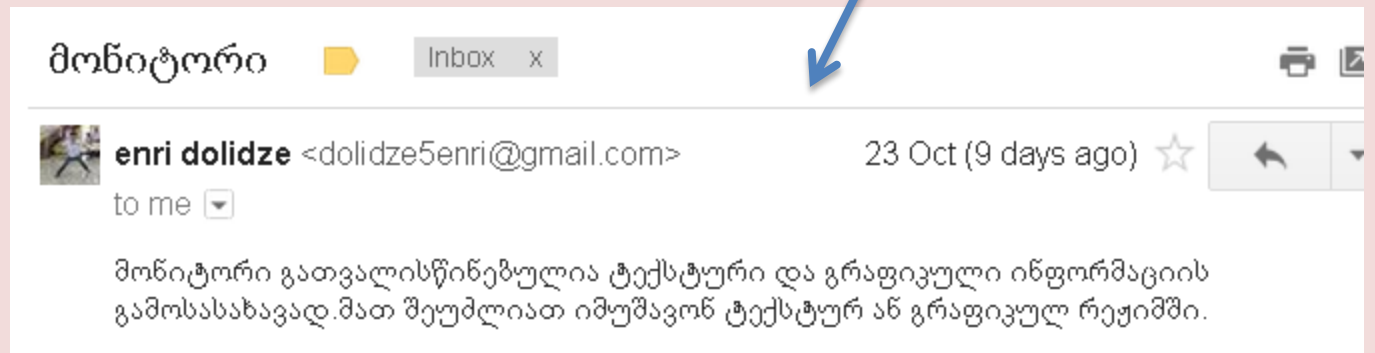 მონიტორი Inbox x
enri dolidze <dolidze5enri@gmail.com> 23 Oct (9 days ago)
to me
მონიტორი გათვალისწინებულია ტექსტური და გრაფიკული ინფორმაციის
გამოსასახავად.მათ შეუძლიათ იმუშავონ ტექსტურ ან გრაფიკულ რეჟიმში.